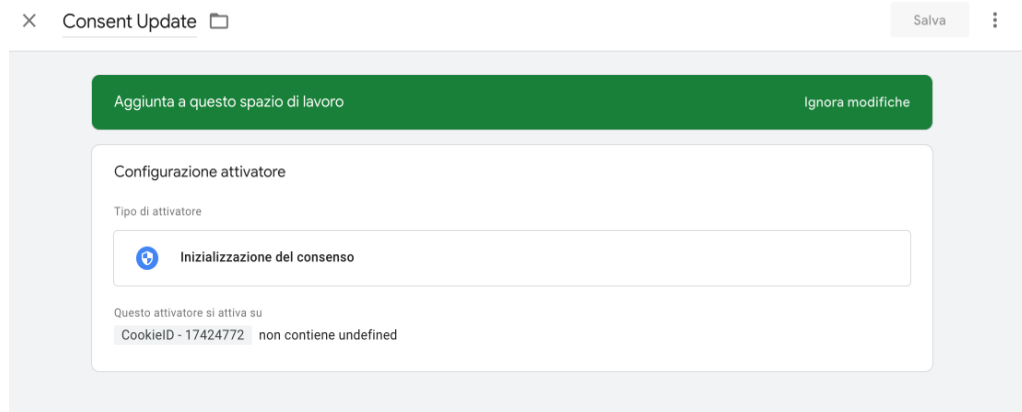 Consent Update
Salva
Aggiunta a questo spazio di lavoro
Ignora modifiche
Configurazione attivatore
Tipo di attivatore
Inizializzazione del consenso
Questo attivatore si attiva su
CookieID - 17424772 non contiene undefined